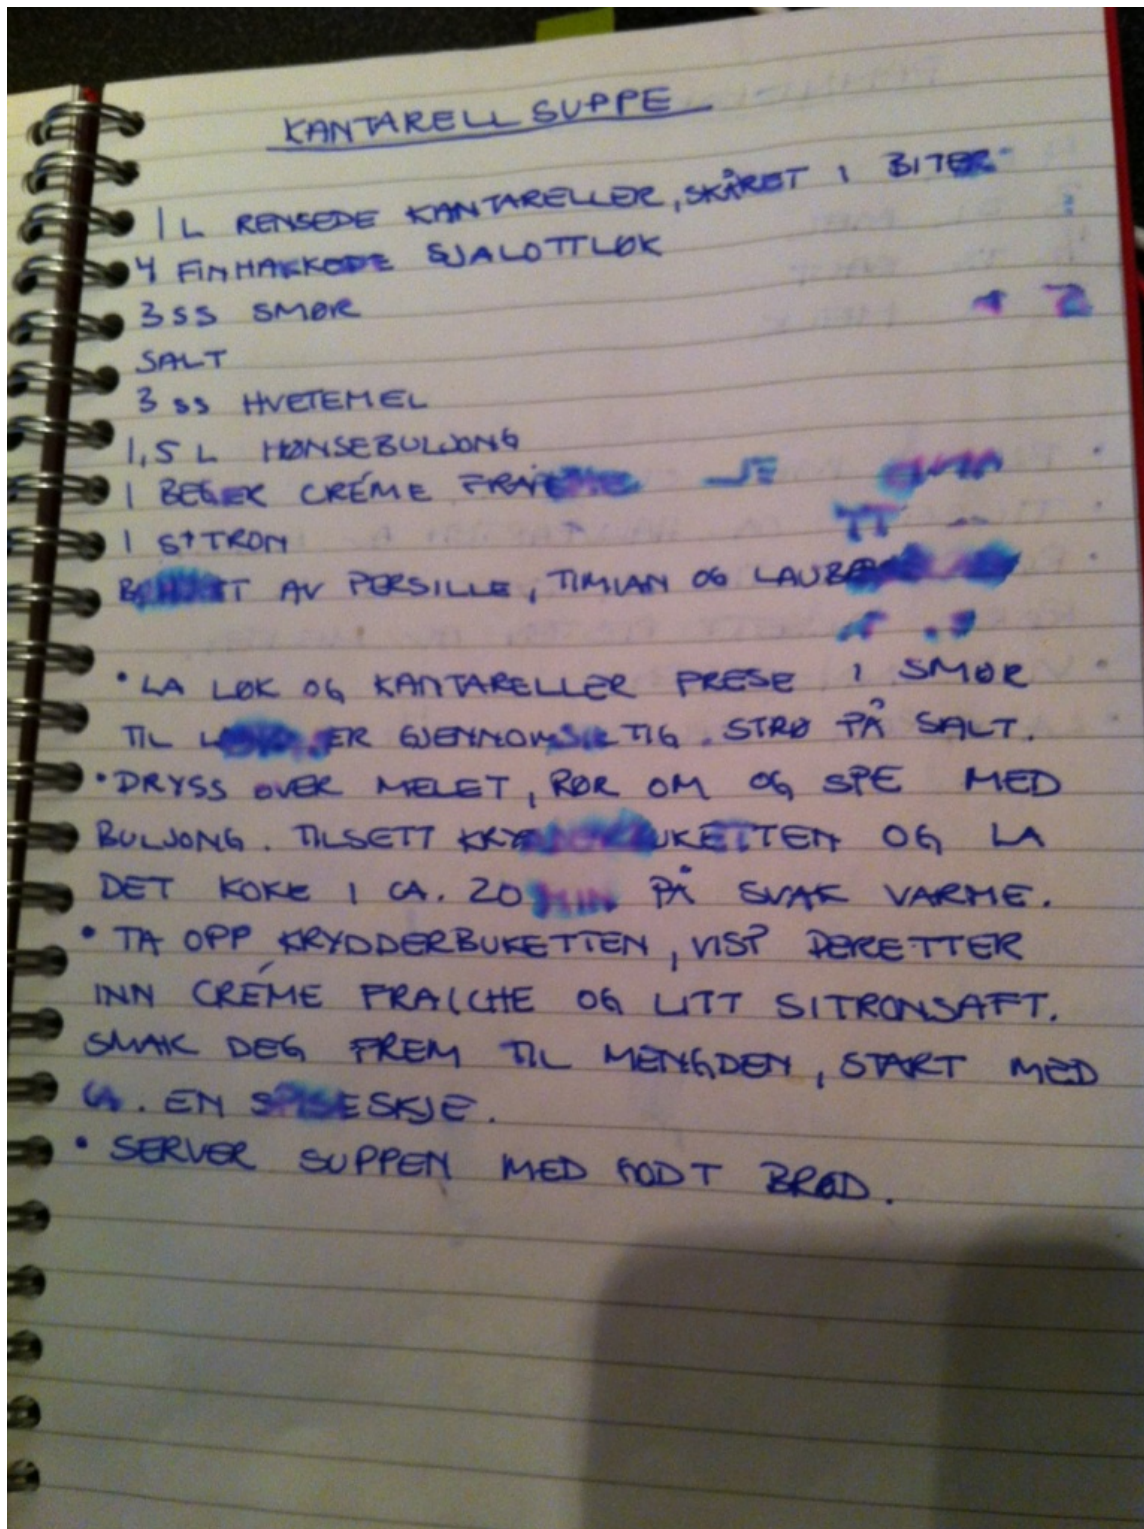 KANTARELLSUPPE
1 L RENSEDE KANTARELLER, SKÅRET I BITER
4 FINHAKKEDE SJALOTTLØK
3 SS SMØR
SALT
3 SS HVETEMEL
1,5 L HØNSEBULJONG
1 BEGER CRÉME
1 SITRON
AV PERSILLE, TIMIAN OG
• LA LØK OG KANTARELLER FRESE I SMØR
TIL ER GJENNOMSIKTIG. STRØ PÅ SALT.
• DRYSS OVER MELET, RØR OM OG SPE MED
BULJONG. TILSETT KRYDDERBUKETTEN OG LA
DET KOKE I CA. 20 MIN PÅ SVAK VARME.
• TA OPP KRYDDERBUKETTEN, VISP DERETTER
INN CRÉME FRAICHE OG LITT SITRONSAFT.
SMAK DEG FREM TIL MENGDEN, START MED
CA. EN SPISESKJE.
• SERVER SUPPEN MED GODT BRØD.